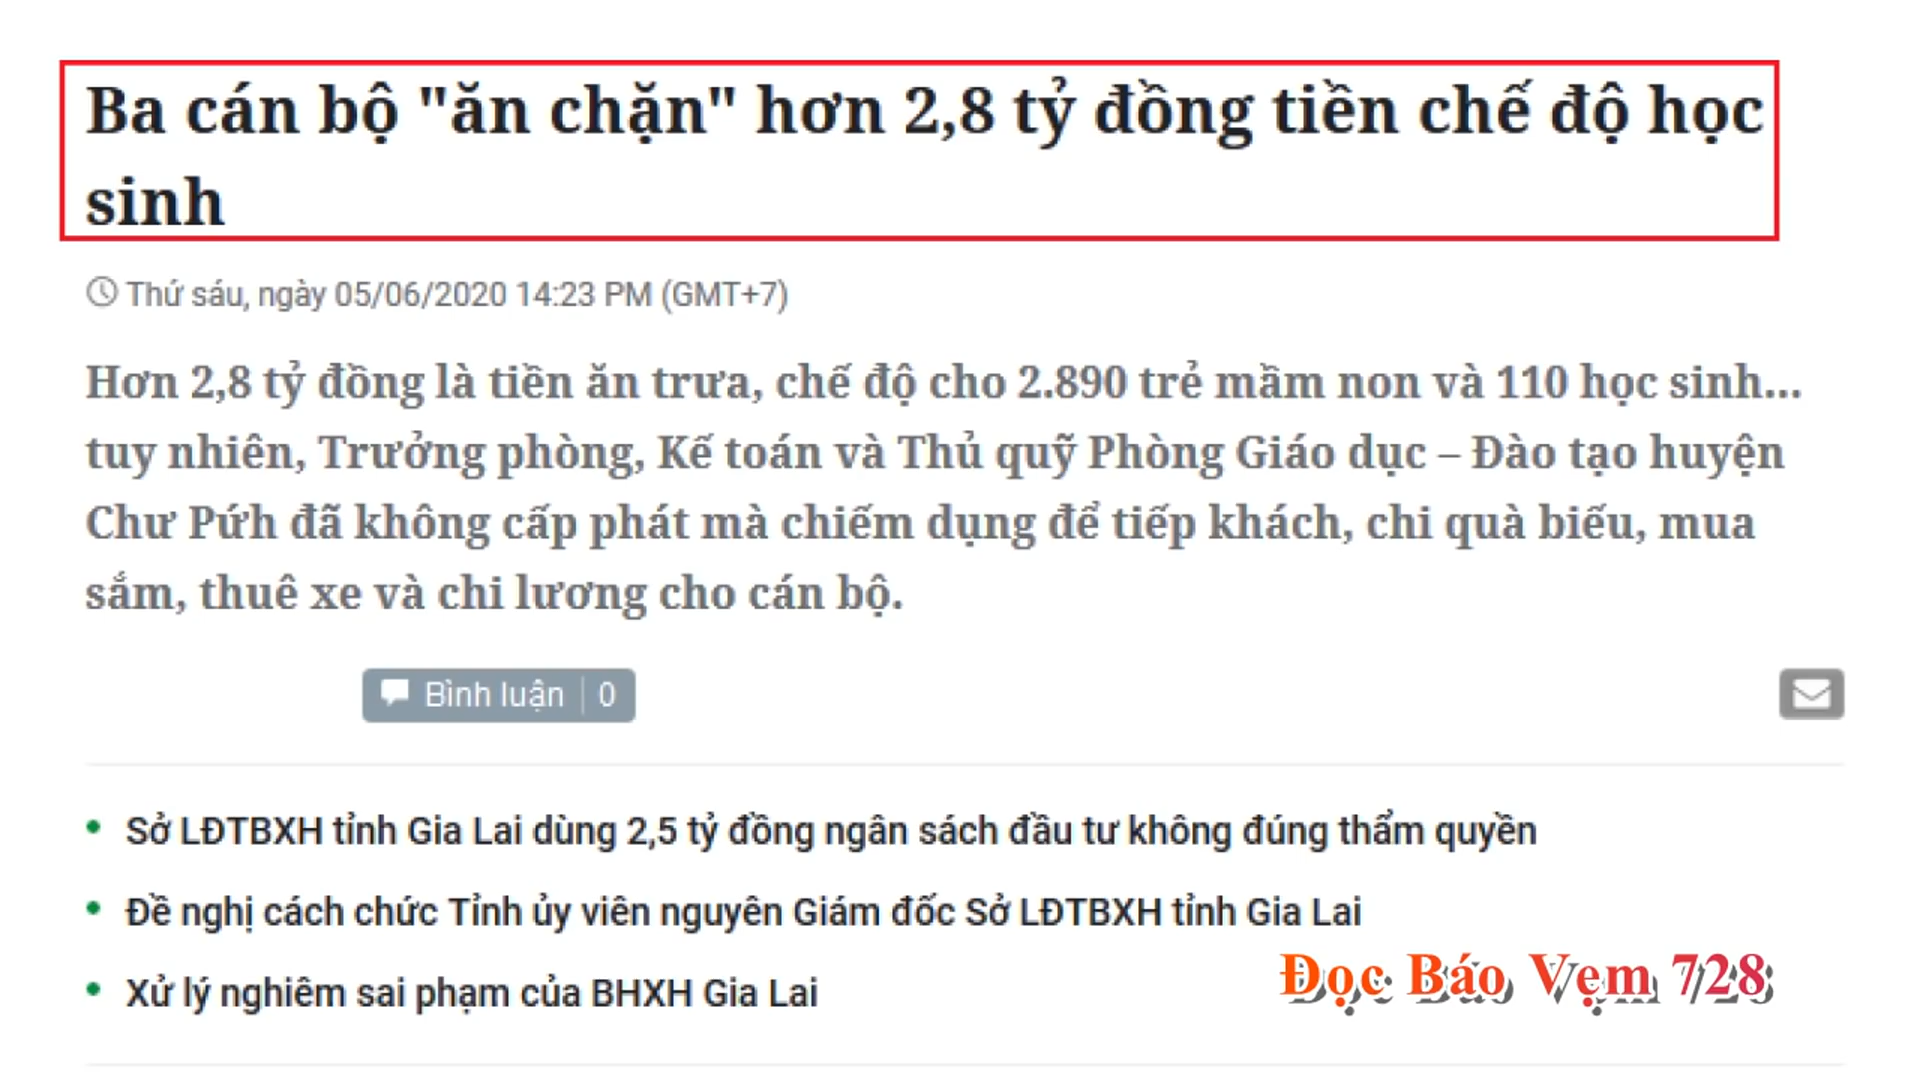 Ba cán bộ "ăn chặn" hơn 2,8 tỷ đồng tiền chế độ học
sinh
Thứ sáu, ngày 05/06/2020 14:23 PM (GMT+7)
Hơn 2,8 tỷ đồng là tiền ăn trưa, chế độ cho 2.890 trẻ mầm non và 110 học sinh...
tuy nhiên, Trưởng phòng, Kế toán và Thủ quỹ Phòng Giáo dục – Đào tạo huyện
Chư Pứh đã không cấp phát mà chiếm dụng để tiếp khách, chi quà biếu, mua
sắm, thuê xe và chi lương cho cán bộ.
Bình luận 0
Sở LĐTBXH tỉnh Gia Lai dùng 2,5 tỷ đồng ngân sách đầu tư không đúng thẩm quyền
Đề nghị cách chức Tỉnh ủy viên nguyên Giám đốc Sở LĐTBXH tỉnh Gia Lai
Xử lý nghiêm sai phạm của BHXH Gia Lai
Đọc Báo Vẹm 728